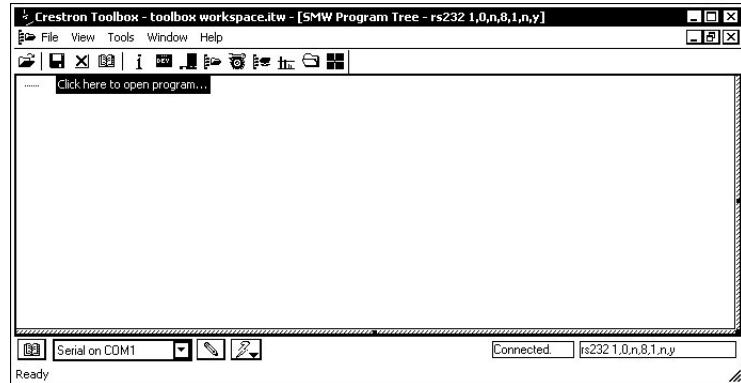 Crestron Toolbox - toolbox workspace.itw - [SMW Program Tree - rs232 1,0,n,8,1,n,y]
File View Tools Window Help
i DEV
Click here to open program...
Serial on COM1 Connected. rs232 1,0,n,8,1,n,y
Ready